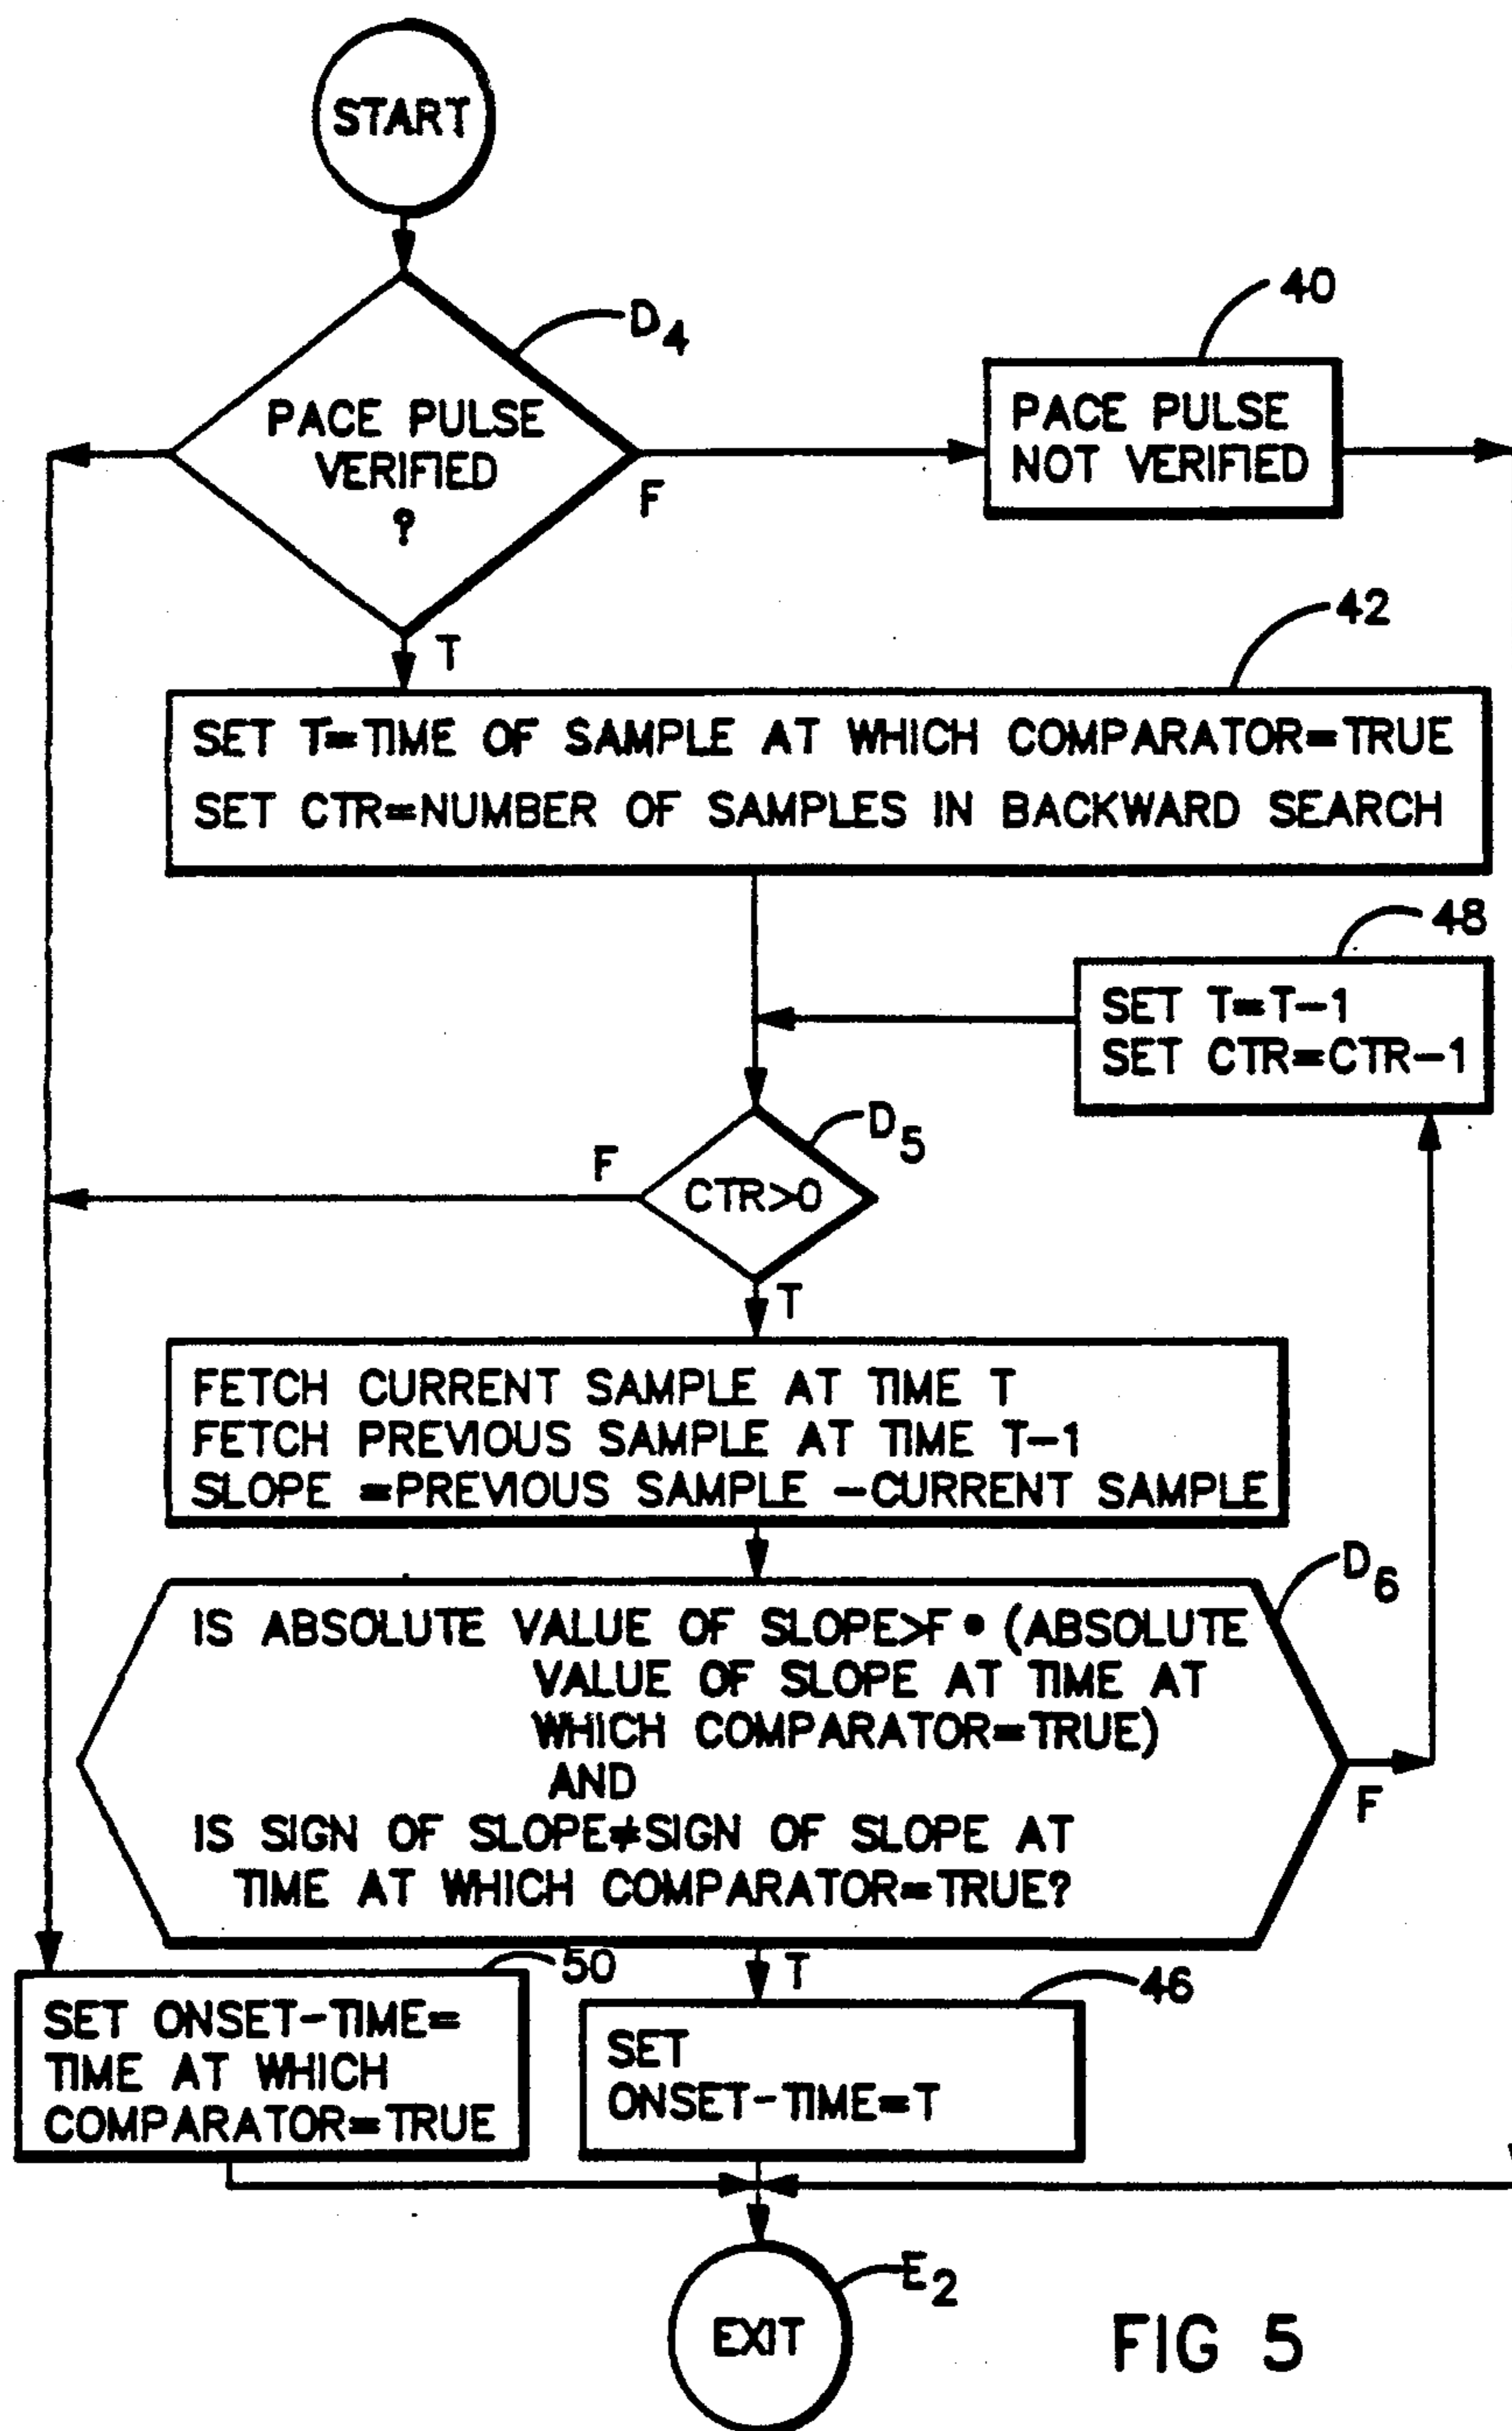 START
D4
PACE PULSE
VERIFIED
?
F
T
40
PACE PULSE
NOT VERIFIED
42
SET T=TIME OF SAMPLE AT WHICH COMPARATOR=TRUE
SET CTR=NUMBER OF SAMPLES IN BACKWARD SEARCH
48
SET T=T-1
SET CTR=CTR-1
D5
F
CTR>0
T
FETCH CURRENT SAMPLE AT TIME T
FETCH PREVIOUS SAMPLE AT TIME T-1
SLOPE =PREVIOUS SAMPLE -CURRENT SAMPLE
D6
IS ABSOLUTE VALUE OF SLOPE>F•(ABSOLUTE
VALUE OF SLOPE AT TIME AT
WHICH COMPARATOR=TRUE)
AND
IS SIGN OF SLOPE≠SIGN OF SLOPE AT
TIME AT WHICH COMPARATOR=TRUE?
F
T
50
SET ONSET-TIME=
TIME AT WHICH
COMPARATOR=TRUE
46
SET
ONSET-TIME=T
E2
EXIT
FIG 5